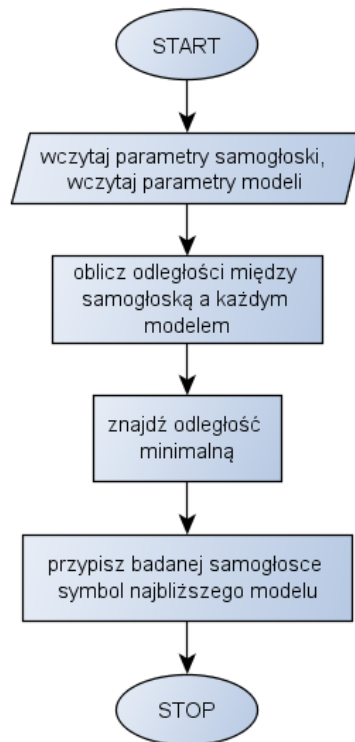 START
wczytaj parametry samogłoski,
wczytaj parametry modeli
oblicz odległości między
samogłoską a każdym
modelem
znajdź odległość
minimalną
przypisz badanej samogłosce
symbol najbliższego modelu
STOP